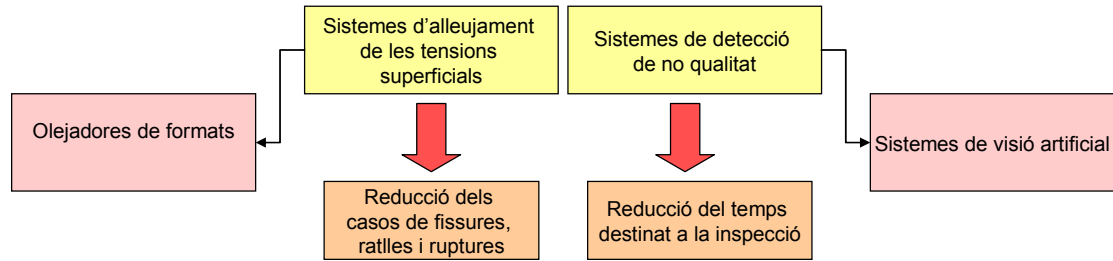 Sistemes d’alleujament
de les tensions
superficials
Sistemes de detecció
de no qualitat
Olejadores de formats
Sistemes de visió artificial
Reducció dels
casos de fissures,
ratlles i ruptures
Reducció del temps
destinat a la inspecció